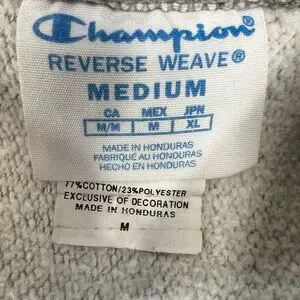 Champion
REVERSE WEAVE®
MEDIUM
CA MEX JPN
M/M M XL
MADE IN HONDURAS
FABRIQUÉ AU HONDURAS
HECHO EN HONDURAS
77%COTTON/23%POLYESTER
EXCLUSIVE OF DECORATION
MADE IN HONDURAS
M